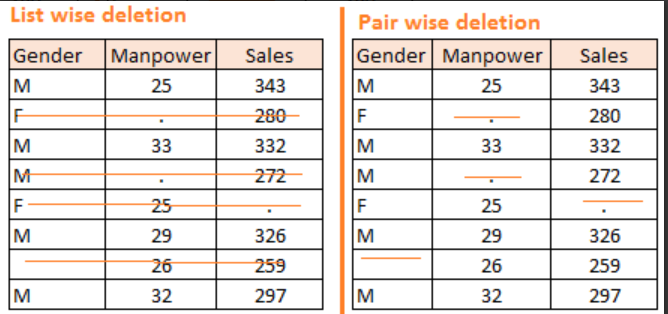 List wise deletion
Gender Manpower Sales
M 25 343
F . 280
M 33 332
M . 272
F 25 .
M 29 326
26 259
M 32 297
Pair wise deletion
Gender Manpower Sales
M 25 343
F . 280
M 33 332
M . 272
F 25 .
M 29 326
26 259
M 32 297